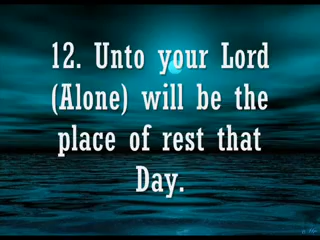 12. Unto your Lord
(Alone) will be the
place of rest that
Day.